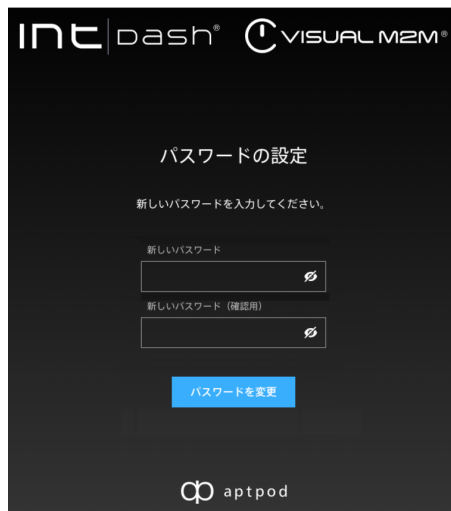 INT DASH® VISUAL M2M®
パスワードの設定
新しいパスワードを入力してください。
新しいパスワード
新しいパスワード（確認用）
パスワードを変更
aptpod